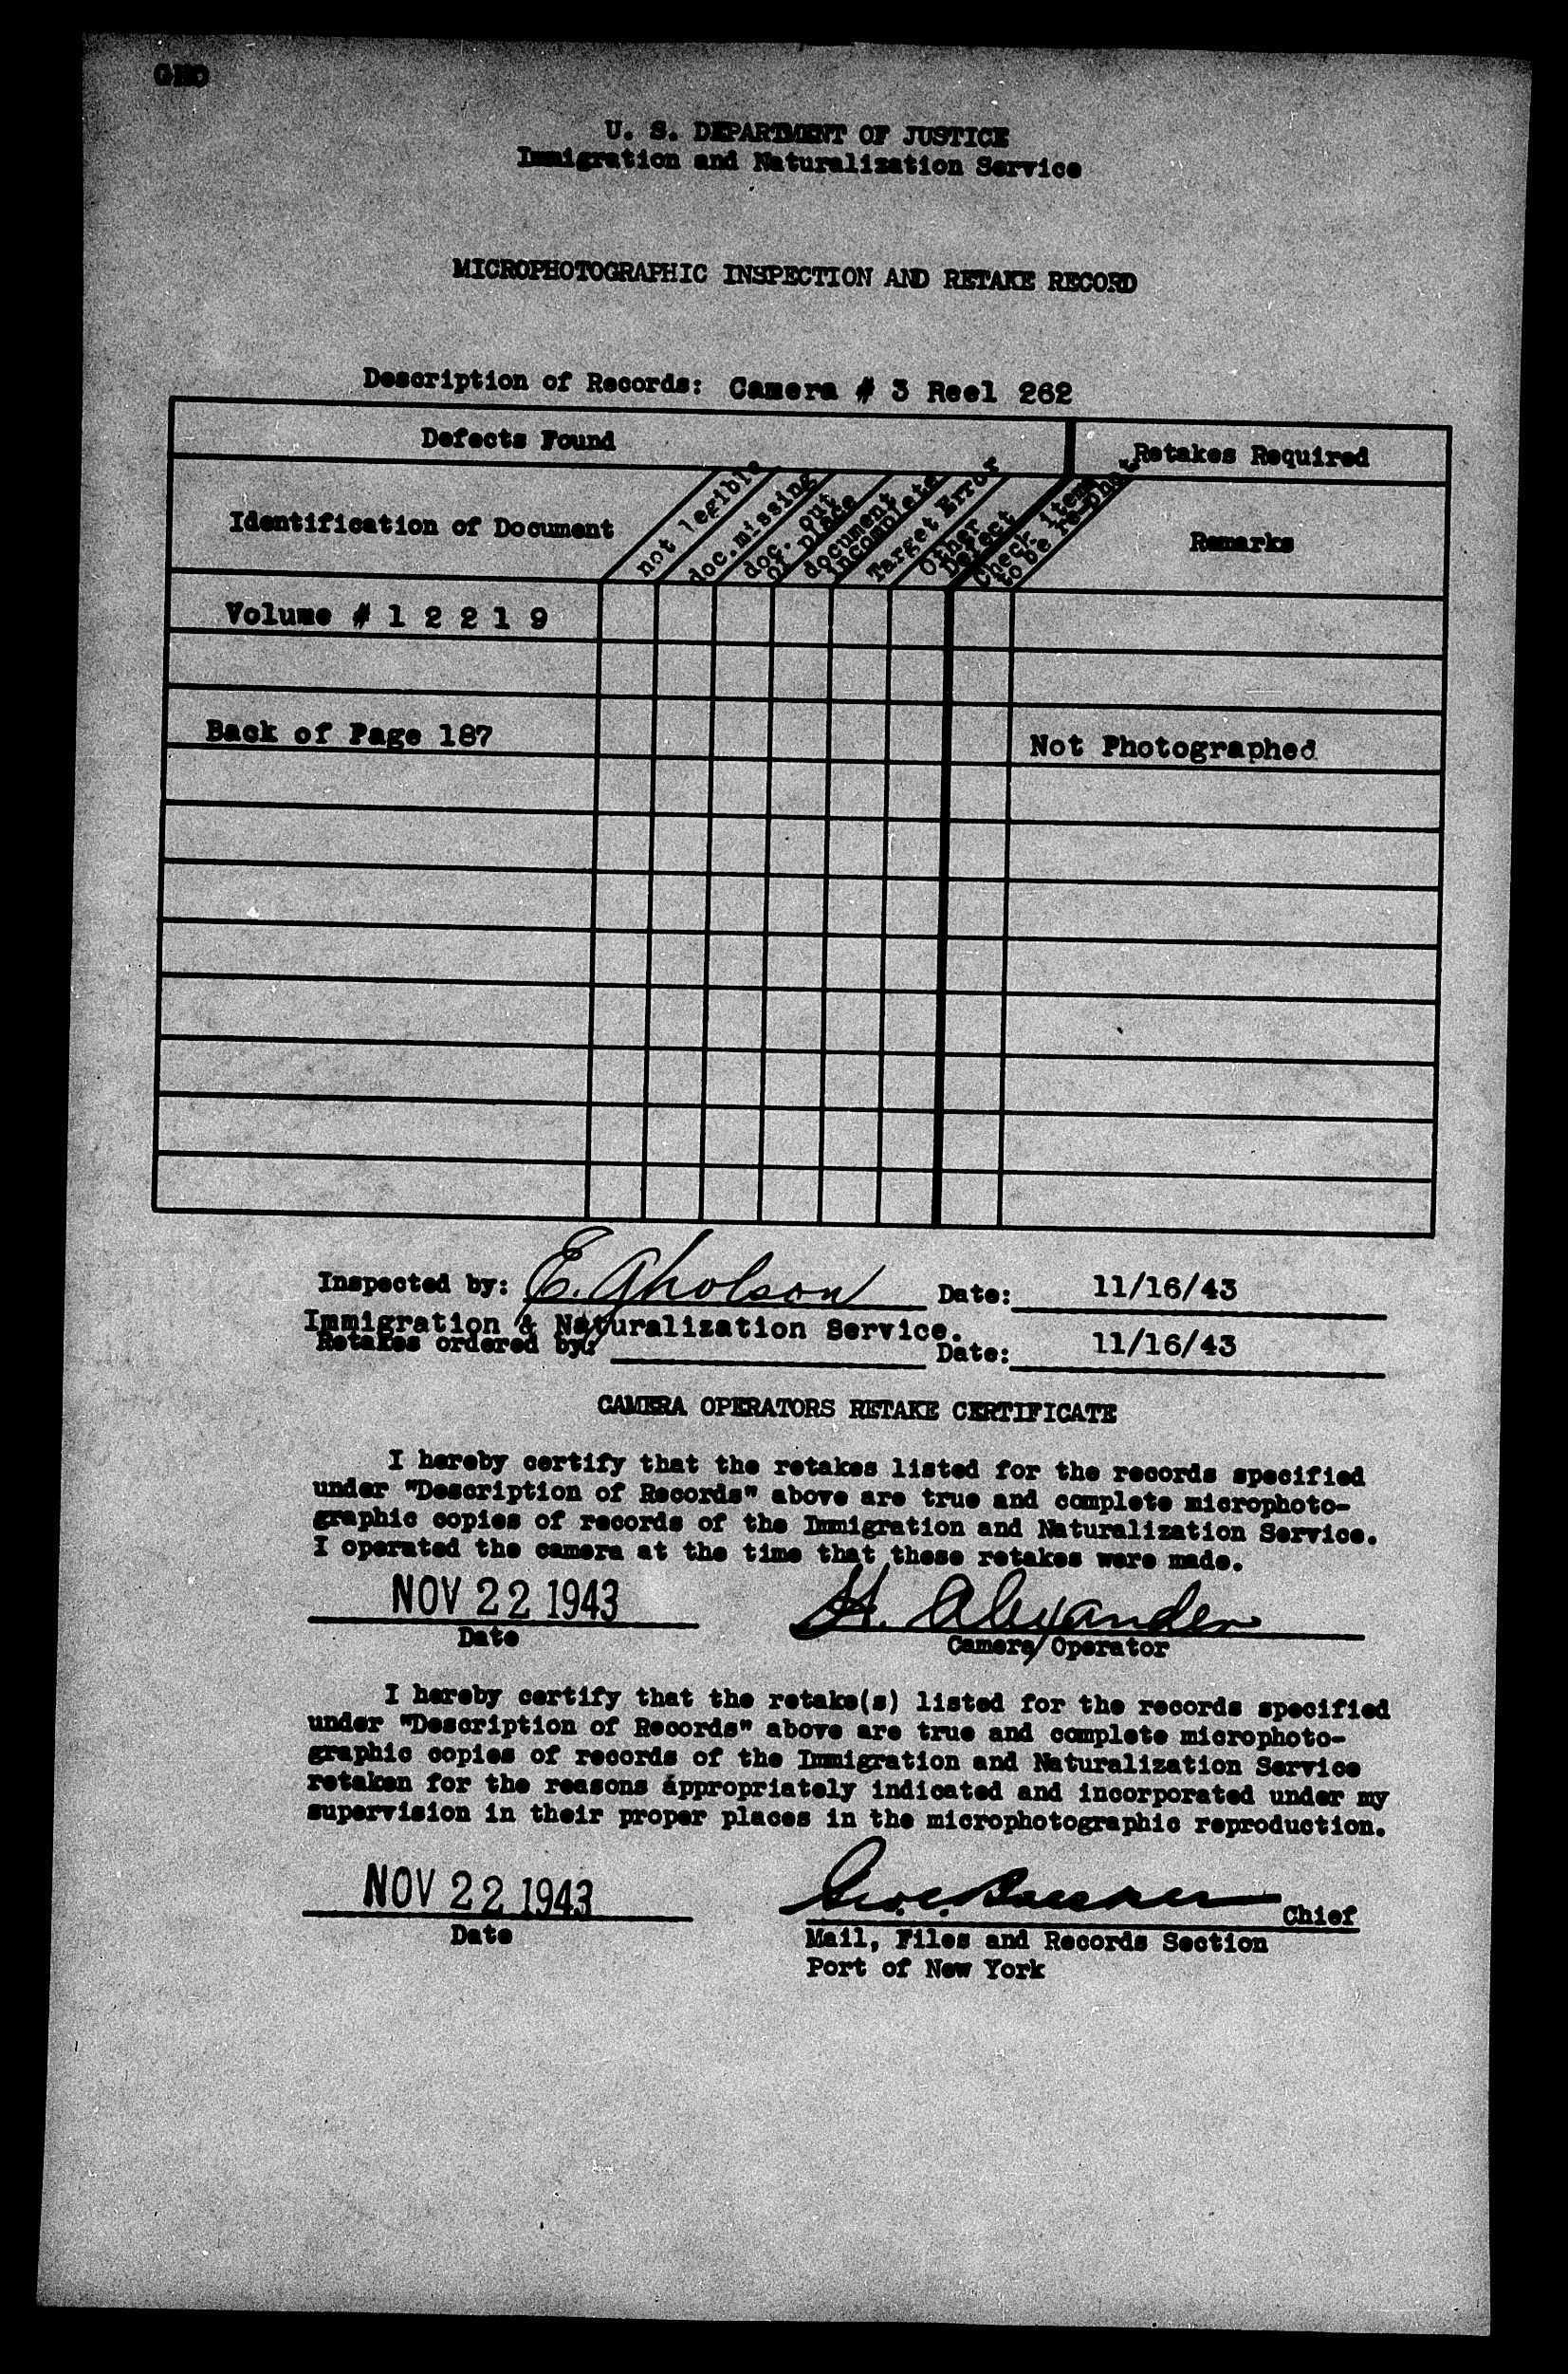 GMO
U. S. DEPARTMENT OF JUSTICE
Immigration and Naturalization Service
MICROPHOTOGRAPHIC INSPECTION AND RETAKE RECORD
Description of Records: Camera # 3 Reel 262
Defects Found
Retakes Required
Identification of Document
not legible
doc. missing
doc. out
of place
document
incomplete
Target Error
Other
Defect
Check items
to be re-phot
Remarks
Volume # 1 2 2 1 9
Back of Page 187
Not Photographed
Inspected by: E. Gholson Date: 11/16/43
Immigration & Naturalization Service.
Retakes ordered by: Date: 11/16/43
CAMERA OPERATORS RETAKE CERTIFICATE
I hereby certify that the retakes listed for the records specified
under "Description of Records" above are true and complete microphoto-
graphic copies of records of the Immigration and Naturalization Service.
I operated the camera at the time that these retakes were made.
NOV 22 1943 H. Alexander
Date Camera Operator
I hereby certify that the retake(s) listed for the records specified
under "Description of Records" above are true and complete microphoto-
graphic copies of records of the Immigration and Naturalization Service
retaken for the reasons appropriately indicated and incorporated under my
supervision in their proper places in the microphotographic reproduction.
NOV 22 1943 Chief
Date Mail, Files and Records Section
Port of New York